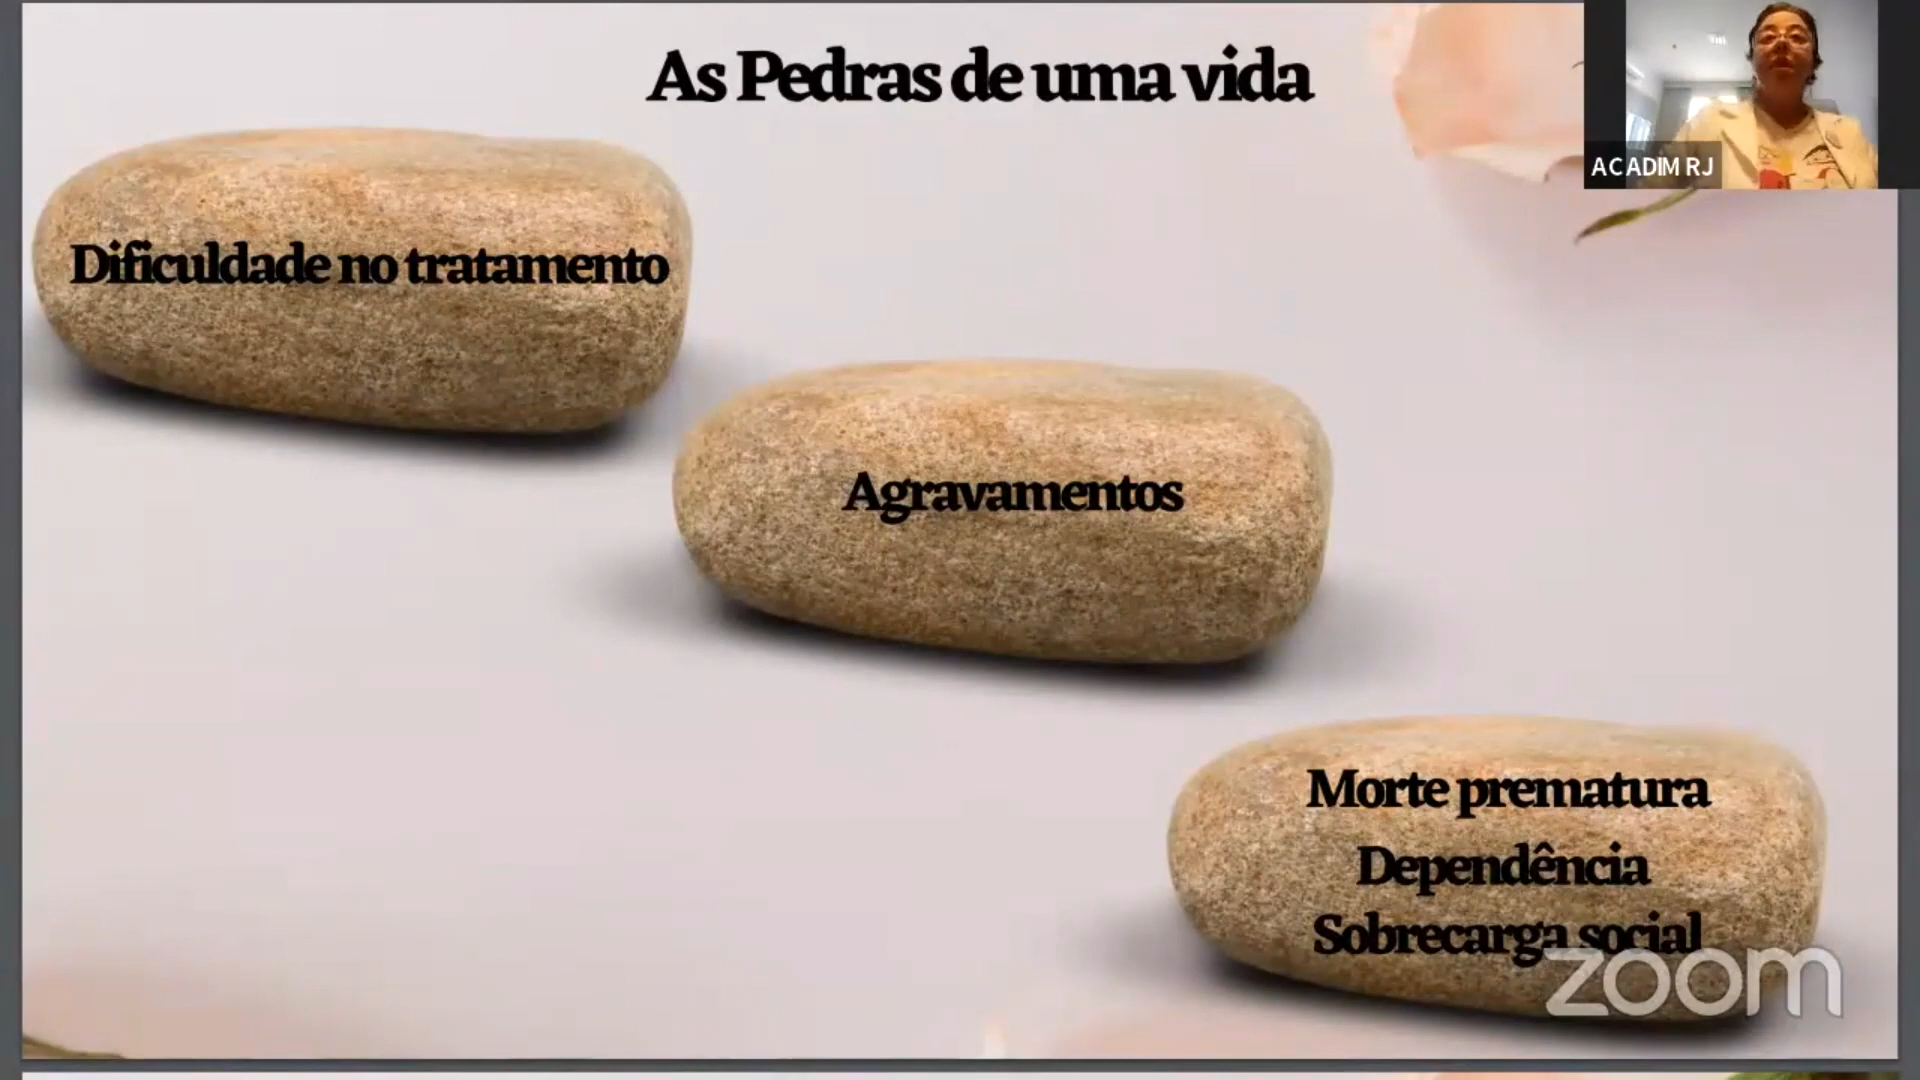 As Pedras de uma vida
ACADIM RJ
Dificuldade no tratamento
Agravamentos
Morte prematura
Dependência
Sobrecarga social
zoom